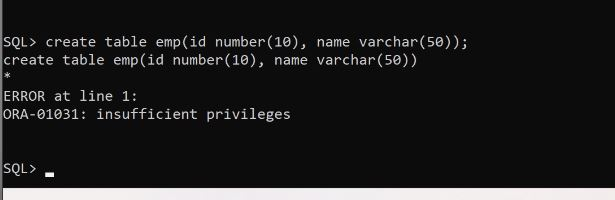 SQL> create table emp(id number(10), name varchar(50));
create table emp(id number(10), name varchar(50))
*
ERROR at line 1:
ORA-01031: insufficient privileges
SQL>